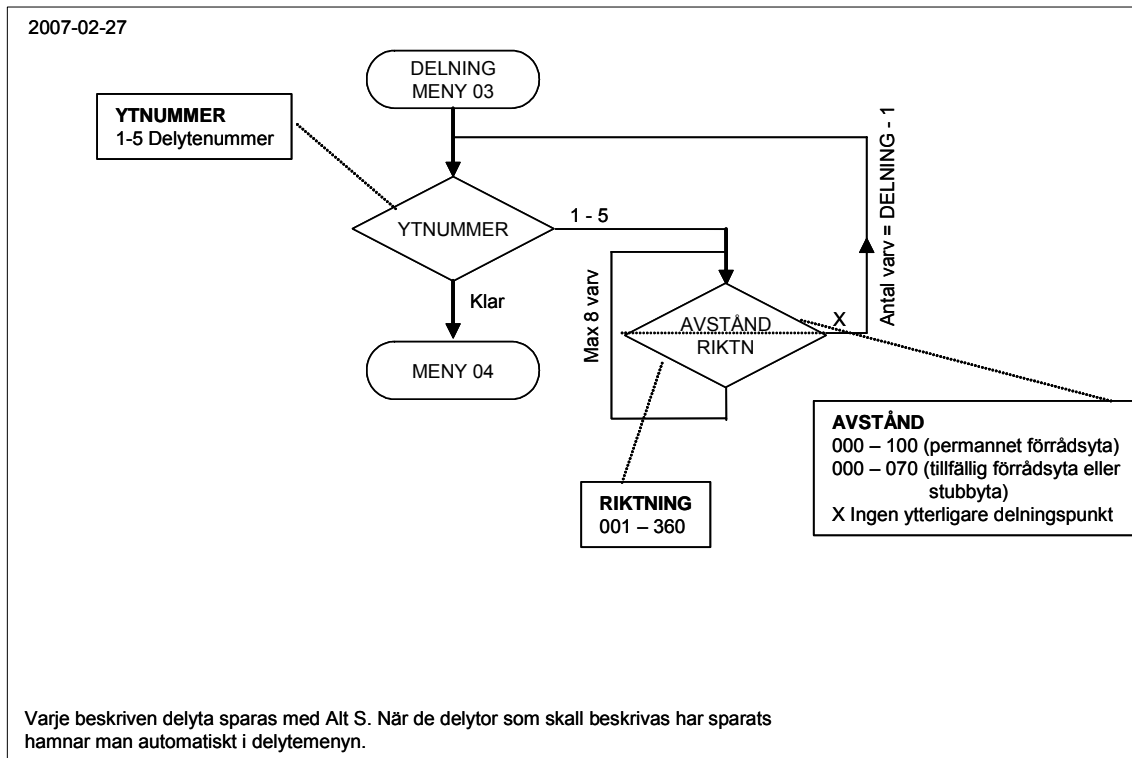 2007-02-27
DELNING
MENY 03
YTNUMMER
1-5 Delytenummer
Antal varv = DELNING - 1
YTNUMMER
1 - 5
Klar
MENY 04
Max 8 varv
AVSTÅND
RIKTN
X
AVSTÅND
000 – 100 (permannet förrådsyta)
000 – 070 (tillfällig förrådsyta eller
stubbyta)
X Ingen ytterligare delningspunkt
RIKTNING
001 – 360
Varje beskriven delyta sparas med Alt S. När de delytor som skall beskrivas har sparats
hamnar man automatiskt i delytemenyn.